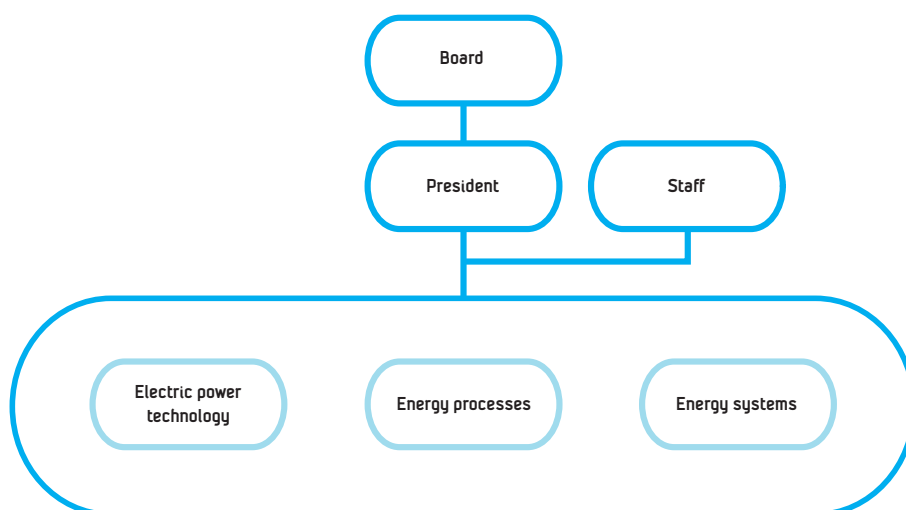 Board
President
Staff
Electric power
technology
Energy processes
Energy systems